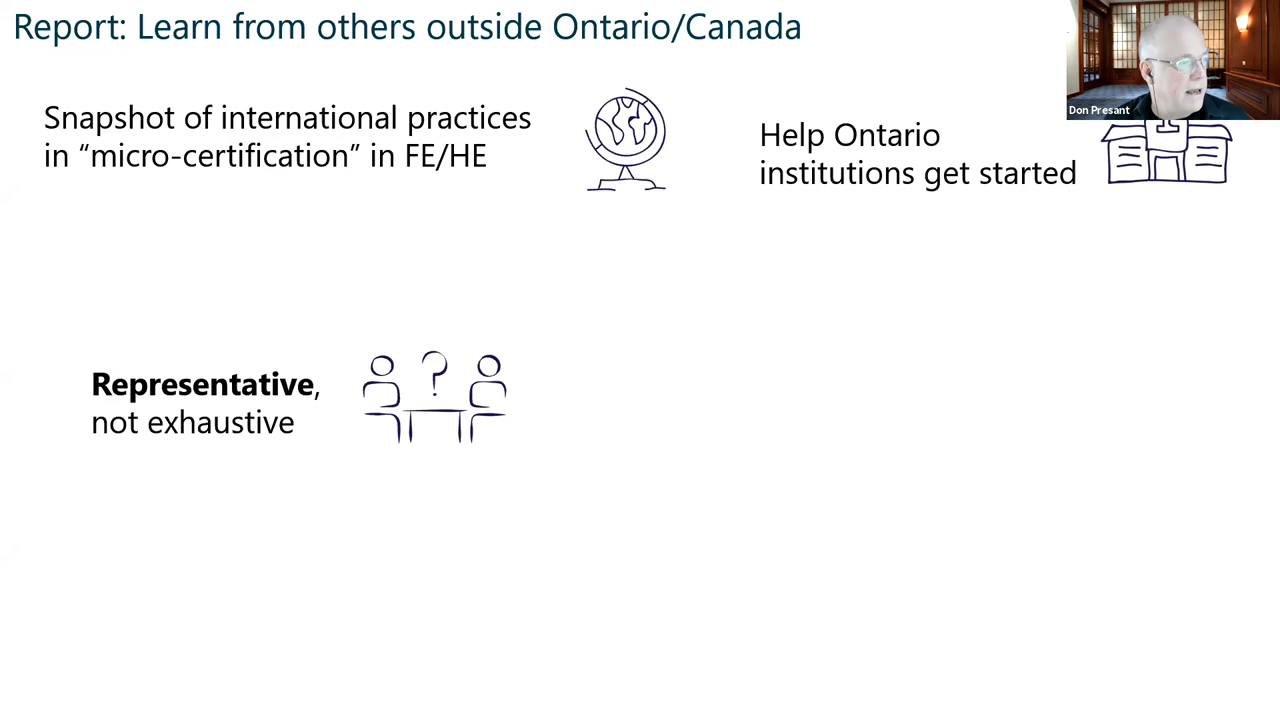 Report: Learn from others outside Ontario/Canada
Don Presant
Snapshot of international practices
in “micro-certification” in FE/HE
Help Ontario
institutions get started
Representative,
not exhaustive